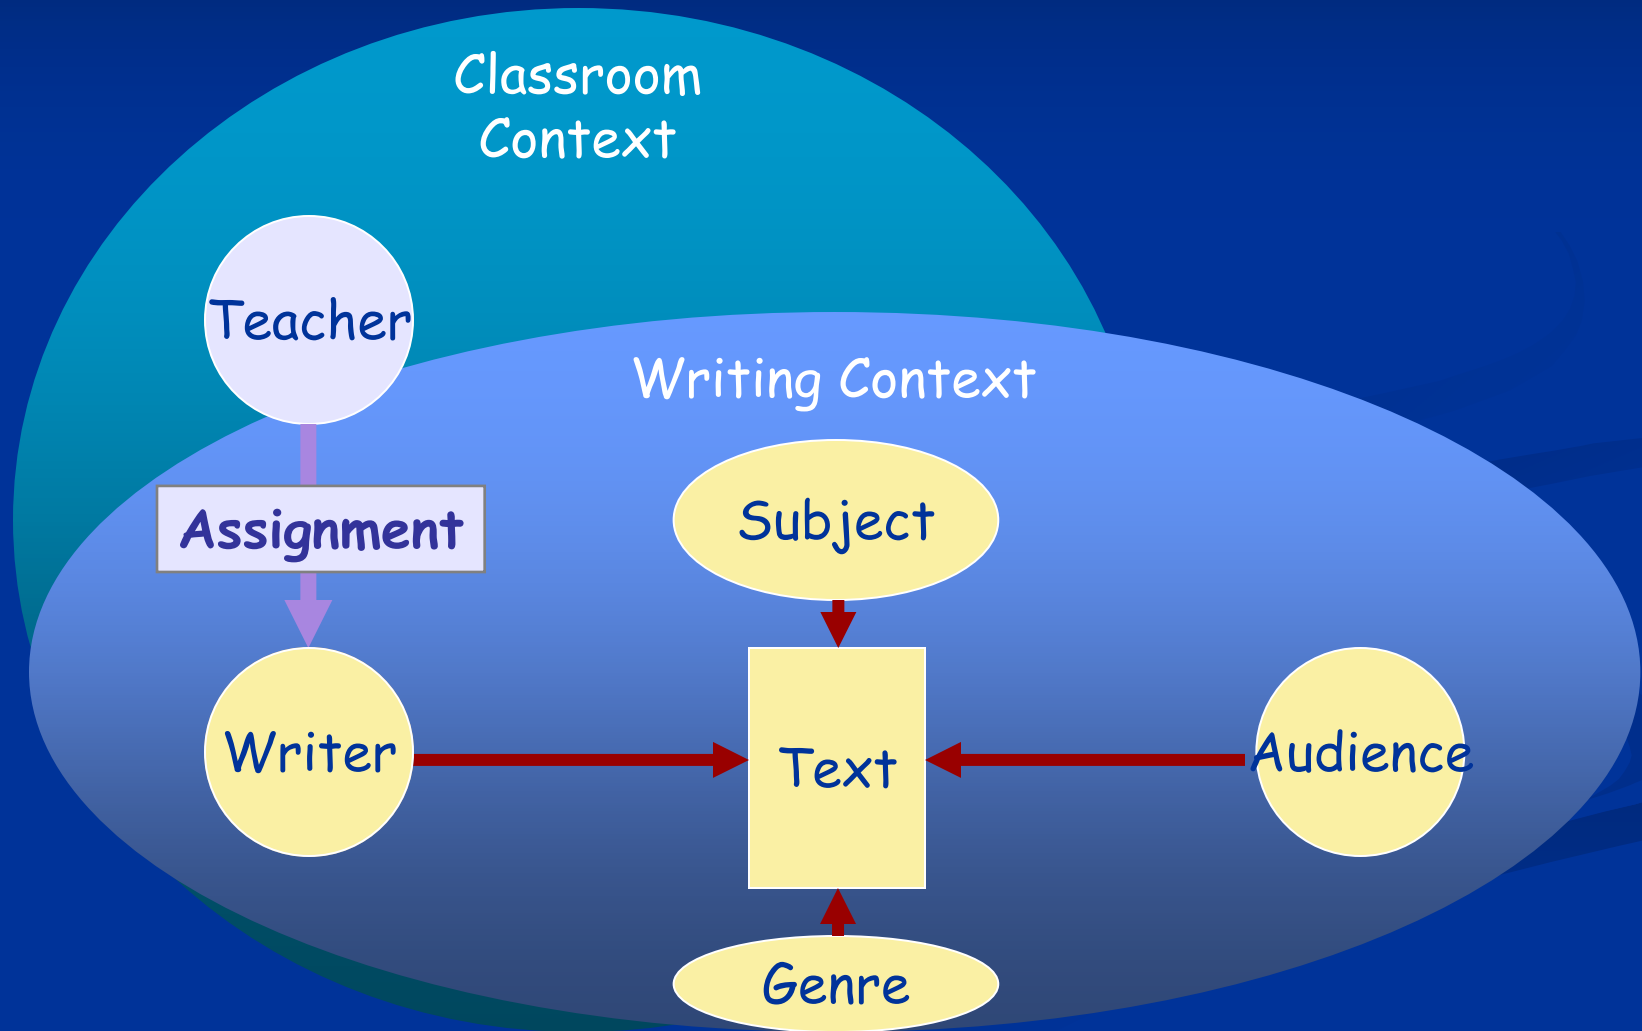 Classroom
Context
Teacher
Writing Context
Assignment
Subject
Writer
Text
Audience
Genre